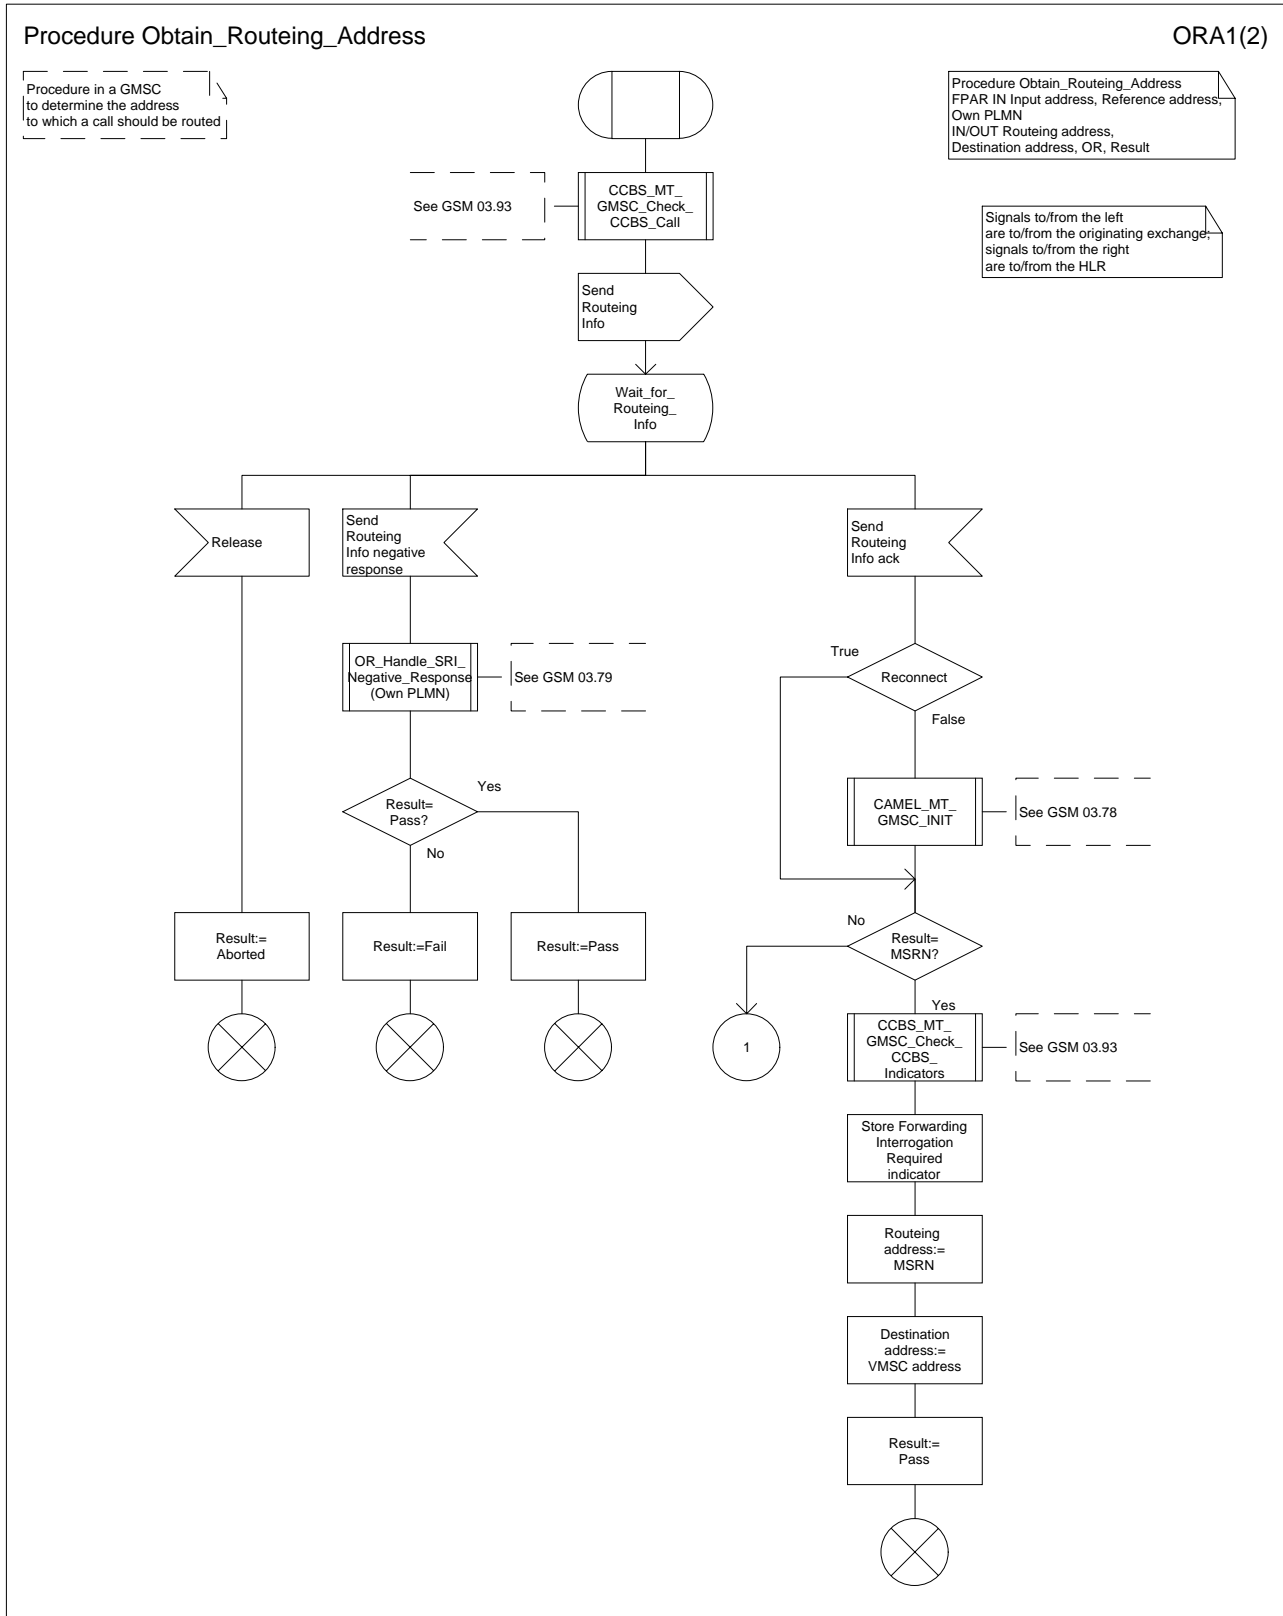 Procedure Obtain_Routeing_Address
ORA1(2)
Procedure in a GMSC
to determine the address
to which a call should be routed
Procedure Obtain_Routeing_Address
FPAR IN Input address, Reference address,
Own PLMN
IN/OUT Routeing address,
Destination address, OR, Result
See GSM 03.93
CCBS_MT_
GMSC_Check_
CCBS_Call
Signals to/from the left
are to/from the originating exchange;
signals to/from the right
are to/from the HLR
Send
Routeing
Info
Wait_for_
Routeing_
Info
Release
Send
Routeing
Info negative
response
Send
Routeing
Info ack
OR_Handle_SRI_
Negative_Response
(Own PLMN)
See GSM 03.79
True
Reconnect
False
Result=
Pass?
Yes
No
CAMEL_MT_
GMSC_INIT
See GSM 03.78
Result:=
Aborted
Result:=Fail
Result:=Pass
No
Result=
MSRN?
Yes
1
CCBS_MT_
GMSC_Check_
CCBS_
Indicators
See GSM 03.93
Store Forwarding
Interrogation
Required
indicator
Routeing
address:=
MSRN
Destination
address:=
VMSC address
Result:=
Pass